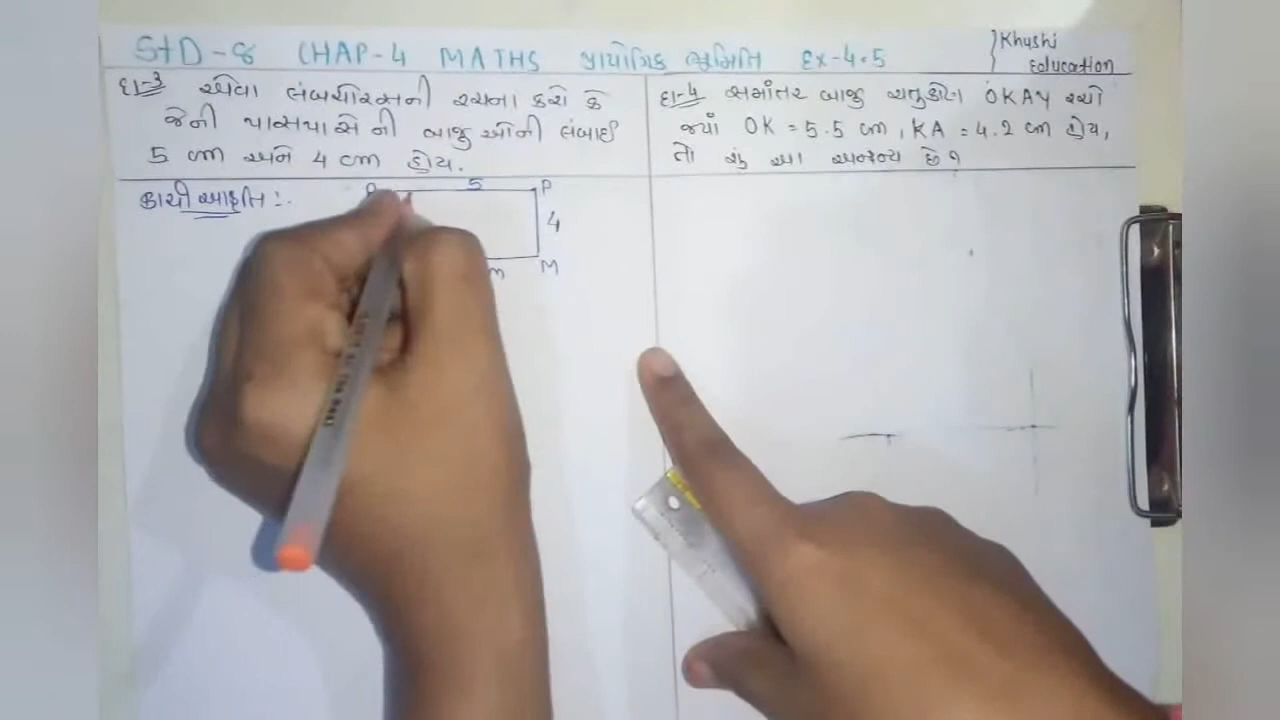 STD-8 CHAP-4 MATHS પ્રાયોગિક ભૂમિતિ Ex-4.5
Khushi
Education
દા-3 એવા લંબચોરસની રચના કરો કે
જેની પાસપાસેની બાજુઓની લંબાઈ
5 cm અને 4 cm હોય.
દા-4 સમાંતર બાજુ ચતુષ્કોણ OKAY રચો
જ્યાં OK = 5.5 cm, KA = 4.2 cm હોય,
તો શું આ અનન્ય છે ?
કાચી આકૃતિ :-
5
P
4
M
m